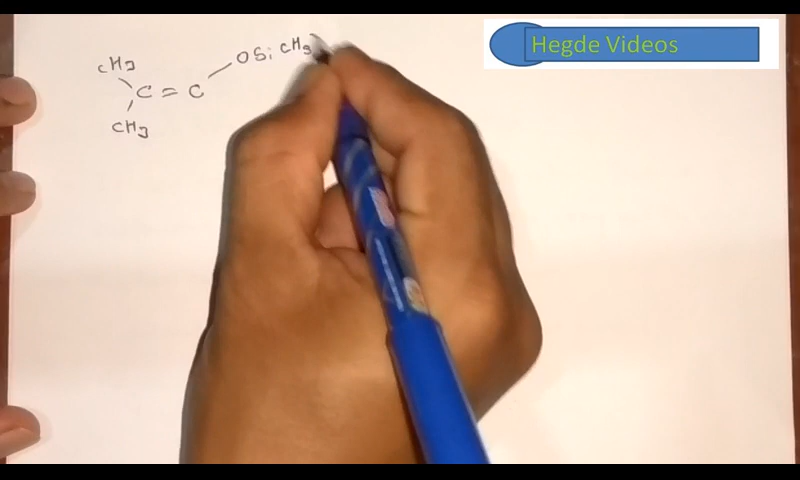 Hegde Videos
OSi CH3)
CH3
C = C
CH3